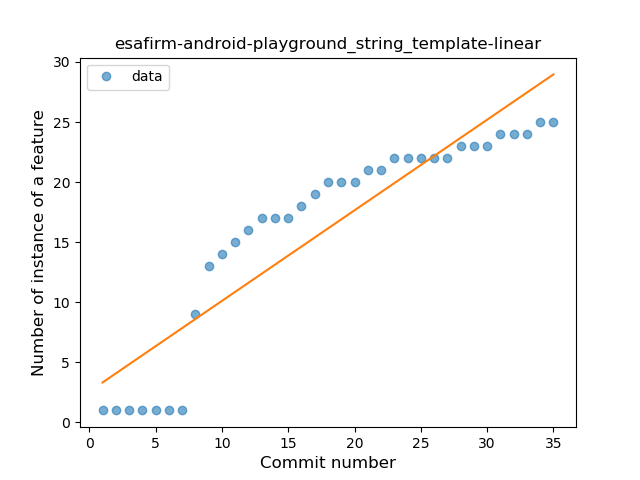 esafirm-android-playground_string_template-linear
data
Number of instance of a feature
30
25
20
15
10
5
0
0 5 10 15 20 25 30 35
Commit number